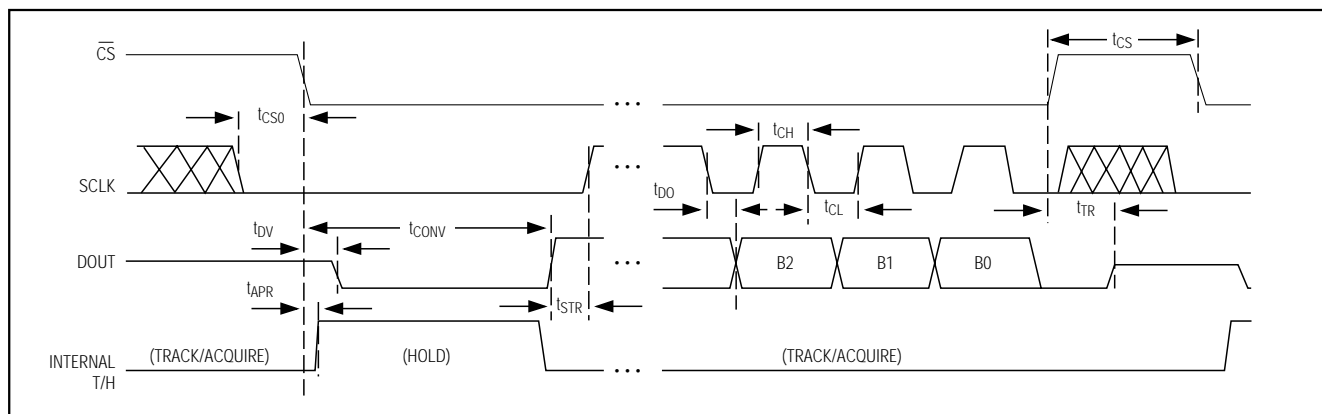 C̅S̅
tCS
tCS0
tCH
SCLK
...
...
tDO
tCL
tTR
tDV
tCONV
DOUT
...
B2
B1
B0
tAPR
tSTR
INTERNAL
T/H
(TRACK/ACQUIRE)
(HOLD)
...
(TRACK/ACQUIRE)